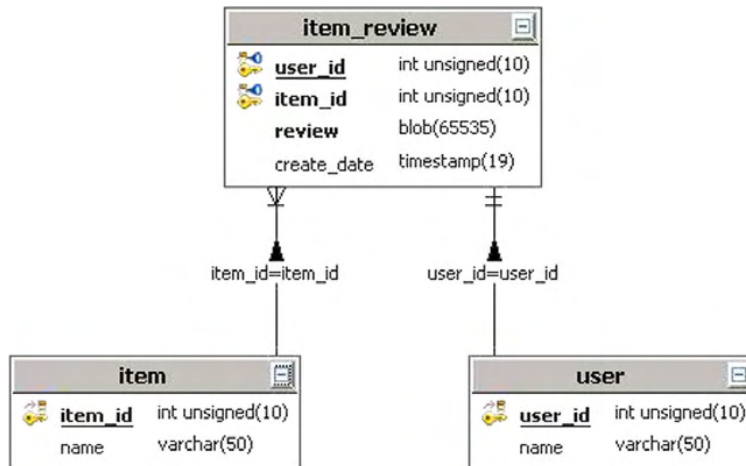 item_review
user_id int unsigned(10)
item_id int unsigned(10)
review blob(65535)
create_date timestamp(19)
item_id=item_id user_id=user_id
item user
item_id int unsigned(10) user_id int unsigned(10)
name varchar(50) name varchar(50)